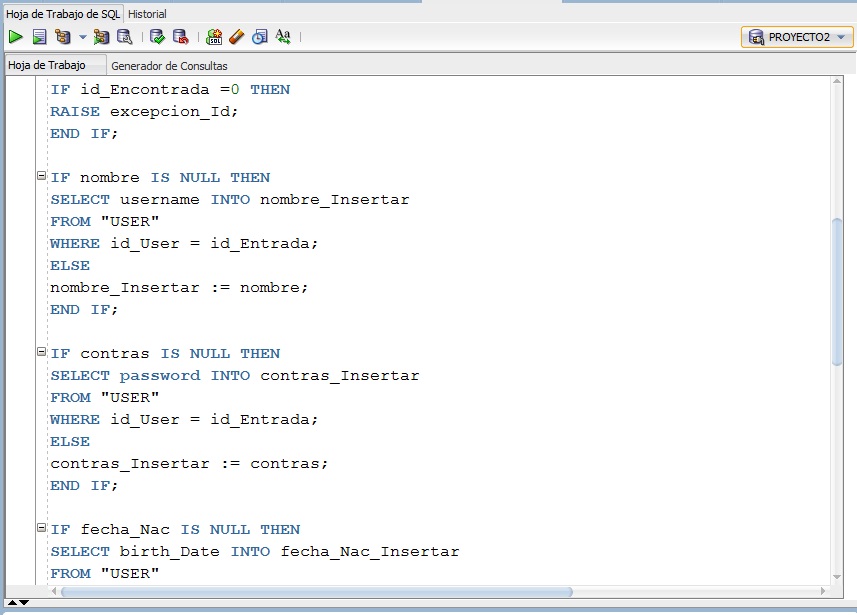 Hoja de Trabajo de SQL Historial
PROYECTO2
Hoja de Trabajo Generador de Consultas
IF id_Encontrada =0 THEN
RAISE excepcion_Id;
END IF;
IF nombre IS NULL THEN
SELECT username INTO nombre_Insertar
FROM "USER"
WHERE id_User = id_Entrada;
ELSE
nombre_Insertar := nombre;
END IF;
IF contras IS NULL THEN
SELECT password INTO contras_Insertar
FROM "USER"
WHERE id_User = id_Entrada;
ELSE
contras_Insertar := contras;
END IF;
IF fecha_Nac IS NULL THEN
SELECT birth_Date INTO fecha_Nac_Insertar
FROM "USER"